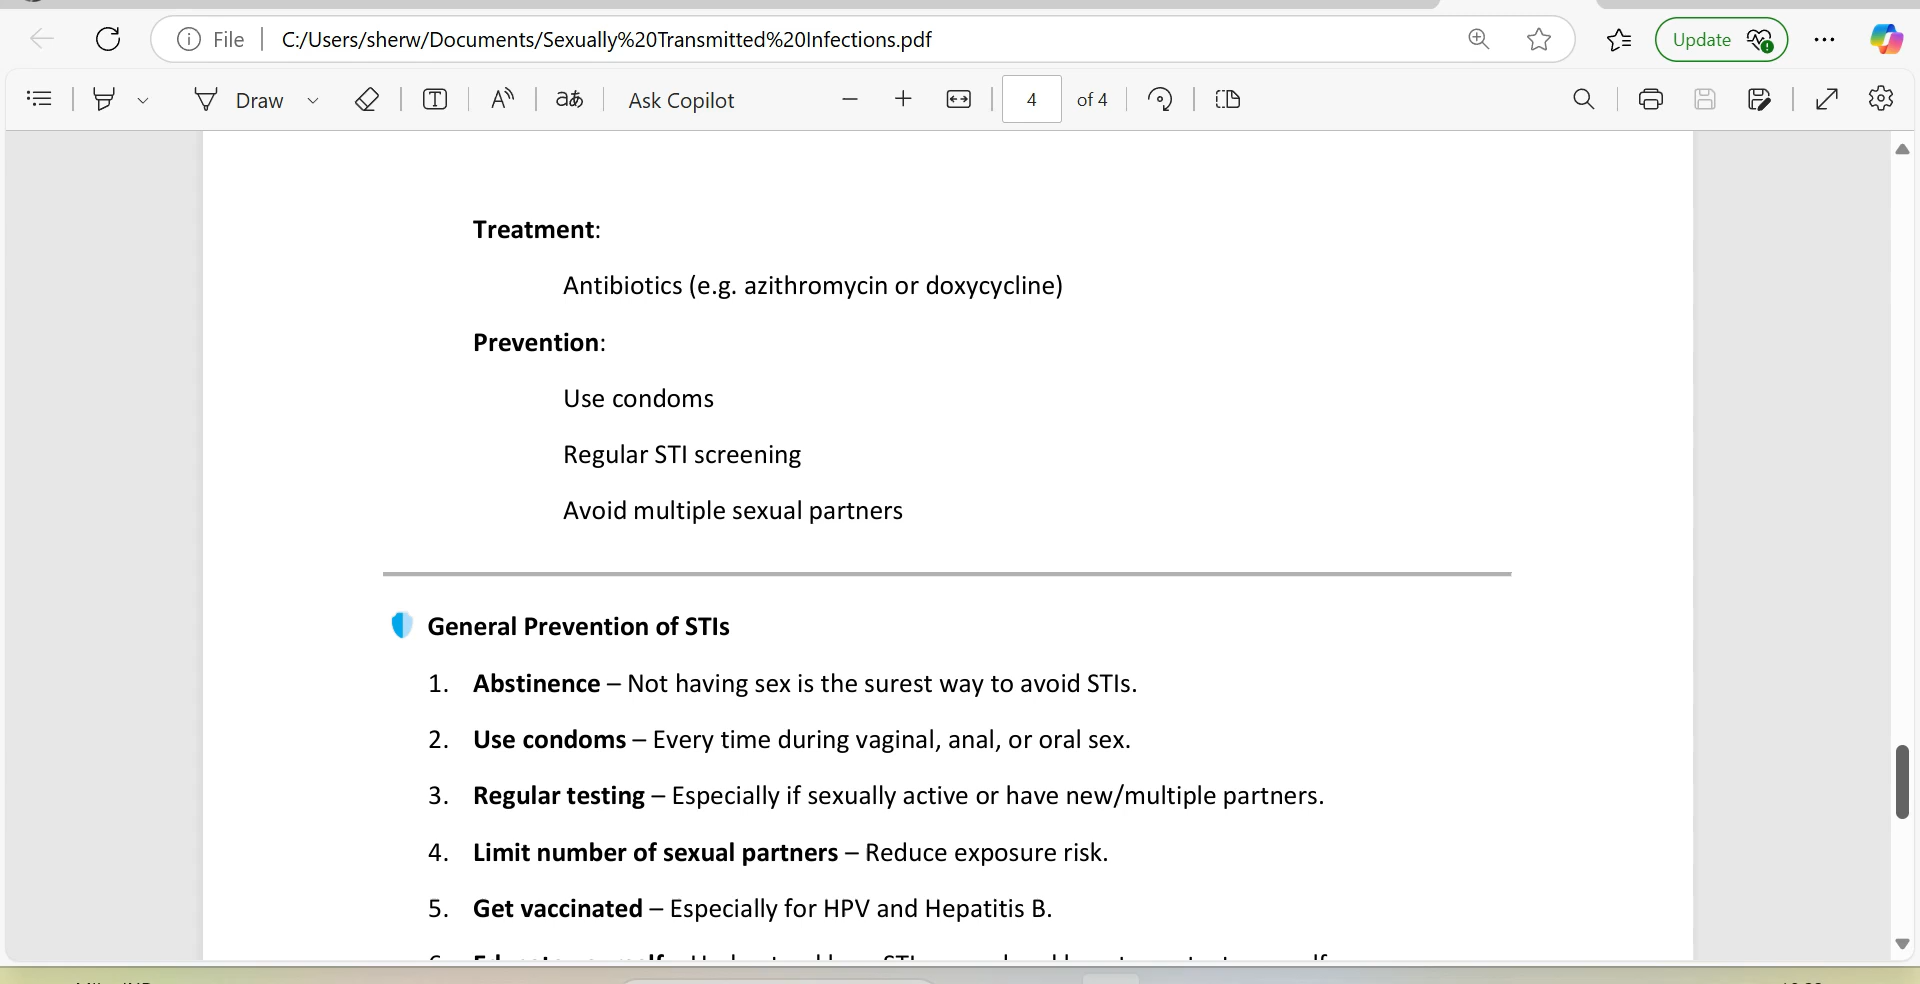 File
C:/Users/sherw/Documents/Sexually%20Transmitted%20Infections.pdf
Update
Draw
Ask Copilot
4 of 4
Treatment:
Antibiotics (e.g. azithromycin or doxycycline)
Prevention:
Use condoms
Regular STI screening
Avoid multiple sexual partners
General Prevention of STIs
1. Abstinence – Not having sex is the surest way to avoid STIs.
2. Use condoms – Every time during vaginal, anal, or oral sex.
3. Regular testing – Especially if sexually active or have new/multiple partners.
4. Limit number of sexual partners – Reduce exposure risk.
5. Get vaccinated – Especially for HPV and Hepatitis B.